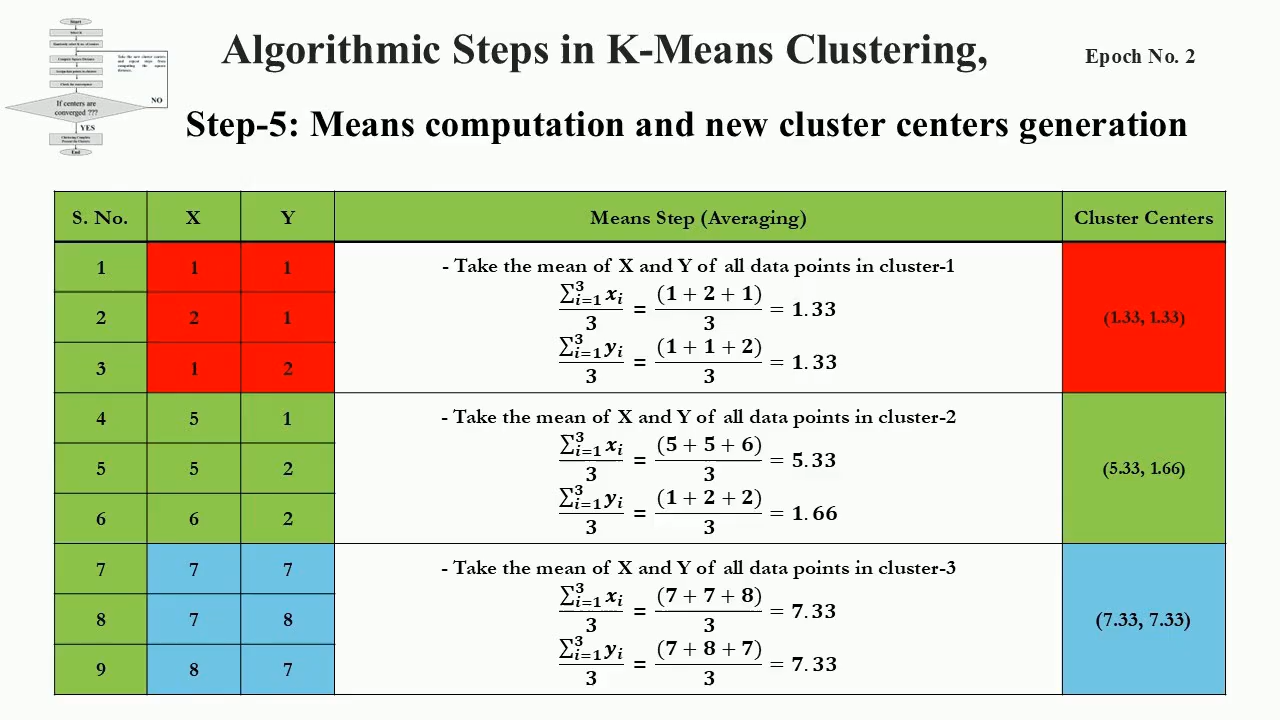 Start
Select K
Algorithmic Steps in K-Means Clustering,
Epoch No. 2
If centers are
converged ???
NO
YES
End
Step-5: Means computation and new cluster centers generation
S. No. X Y Means Step (Averaging) Cluster Centers
1 1 1
2 2 1
3 1 2
- Take the mean of X and Y of all data points in cluster-1
∑³ᵢ₌₁ xᵢ / 3 = (1 + 2 + 1) / 3 = 1.33
∑³ᵢ₌₁ yᵢ / 3 = (1 + 1 + 2) / 3 = 1.33
(1.33, 1.33)
4 5 1
5 5 2
6 6 2
- Take the mean of X and Y of all data points in cluster-2
∑³ᵢ₌₁ xᵢ / 3 = (5 + 5 + 6) / 3 = 5.33
∑³ᵢ₌₁ yᵢ / 3 = (1 + 2 + 2) / 3 = 1.66
(5.33, 1.66)
7 7 7
8 7 8
9 8 7
- Take the mean of X and Y of all data points in cluster-3
∑³ᵢ₌₁ xᵢ / 3 = (7 + 7 + 8) / 3 = 7.33
∑³ᵢ₌₁ yᵢ / 3 = (7 + 8 + 7) / 3 = 7.33
(7.33, 7.33)